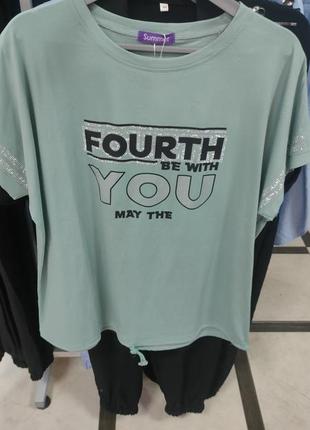 Summer
FOURTH
BE WITH
YOU
MAY THE